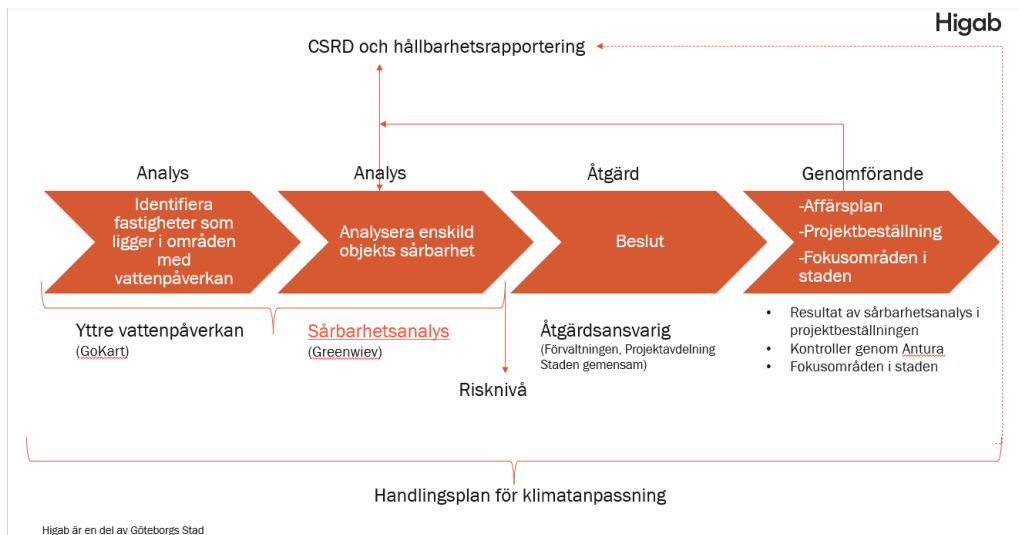 Higab
CSRD och hållbarhetsrapportering
Analys
Analys
Åtgärd
Genomförande
Identifiera
fastigheter som
ligger i områden
med
vattenpåverkan
Analysera enskild
objekts sårbarhet
Beslut
-Affärsplan
-Projektbeställning
-Fokusområden i
staden
Yttre vattenpåverkan
(GoKart)
Sårbarhetsanalys
(Greenwiev)
Åtgärdsansvarig
(Förvaltningen, Projektavdelning
Staden gemensam)
• Resultat av sårbarhetsanalys i
projektbeställningen
• Kontroller genom Antura
• Fokusområden i staden
Risknivå
Handlingsplan för klimatanpassning
Higab är en del av Göteborgs Stad